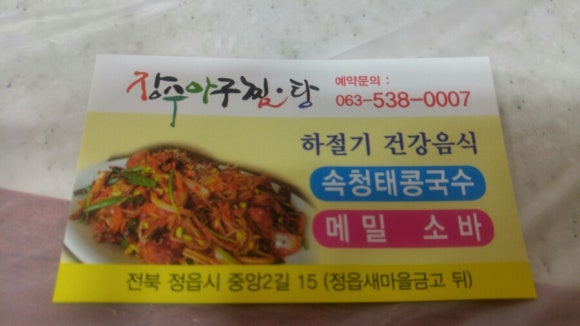 장수아구찜·탕
예약문의 :
063-538-0007
하절기 건강음식
속청태콩국수
메밀 소바
전북 정읍시 중앙2길 15 (정읍새마을금고 뒤)